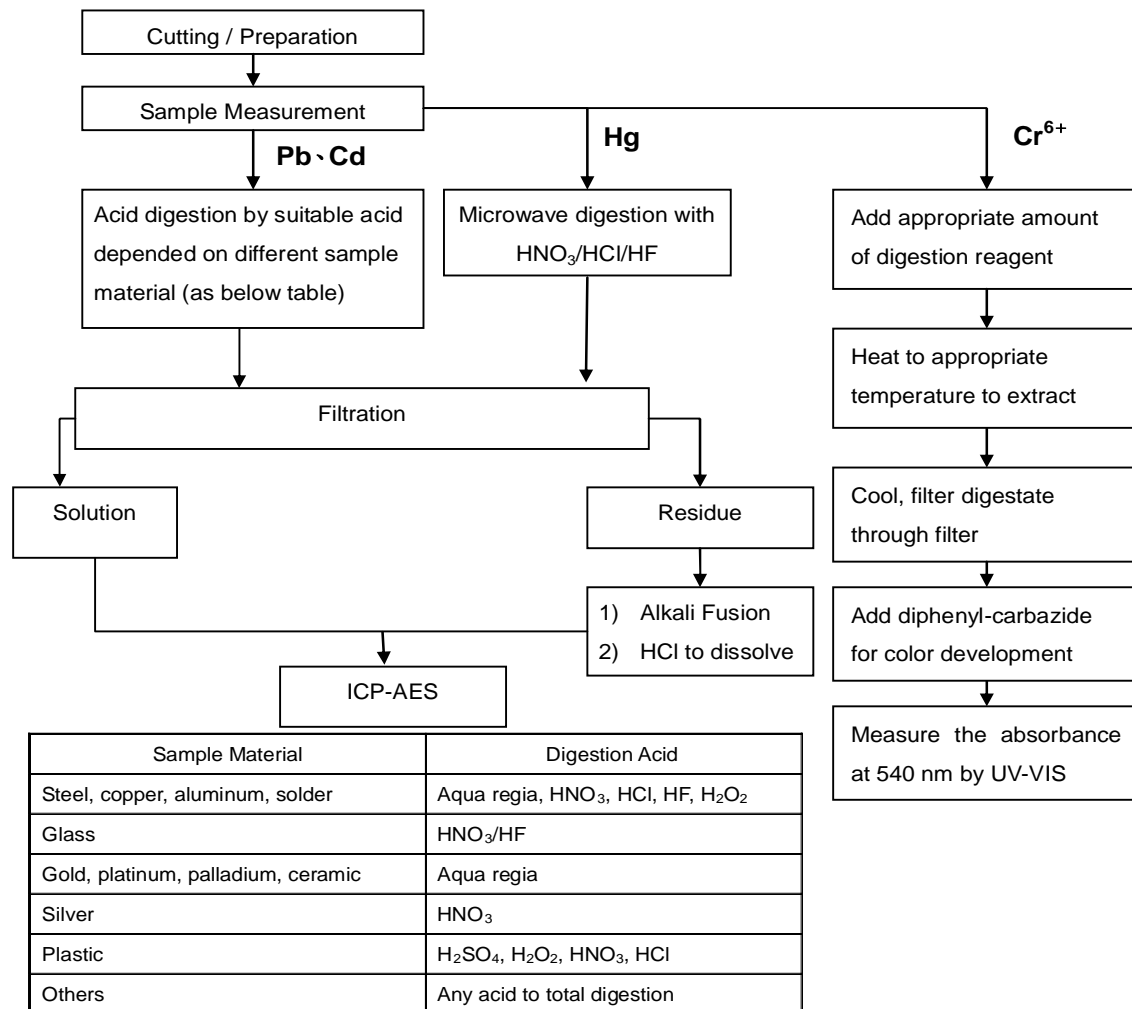 Cutting / Preparation
Sample Measurement
Pb、Cd
Hg
Cr⁶⁺
Acid digestion by suitable acid
depended on different sample
material (as below table)
Microwave digestion with
HNO₃/HCl/HF
Add appropriate amount
of digestion reagent
Heat to appropriate
temperature to extract
Filtration
Solution
Residue
Cool, filter digestate
through filter
1) Alkali Fusion
2) HCl to dissolve
Add diphenyl-carbazide
for color development
ICP-AES
Measure the absorbance
at 540 nm by UV-VIS
Sample Material Digestion Acid
Steel, copper, aluminum, solder Aqua regia, HNO₃, HCl, HF, H₂O₂
Glass HNO₃/HF
Gold, platinum, palladium, ceramic Aqua regia
Silver HNO₃
Plastic H₂SO₄, H₂O₂, HNO₃, HCl
Others Any acid to total digestion